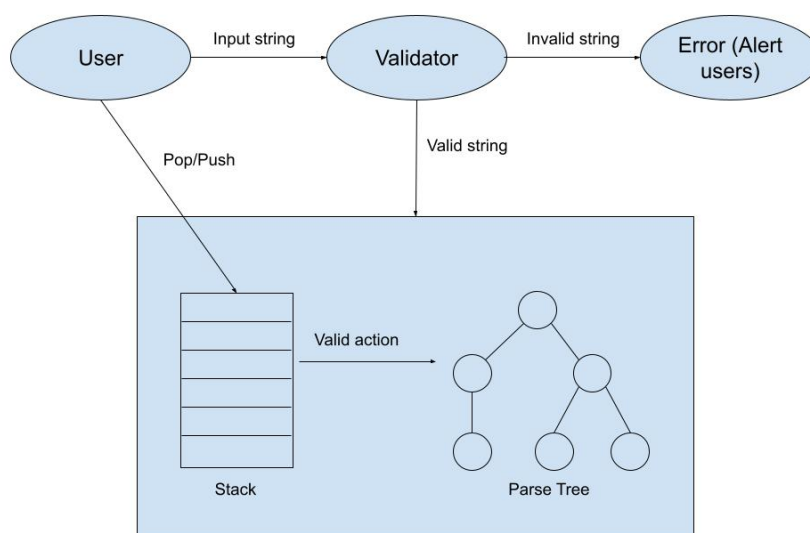 User
Input string
Validator
Invalid string
Error (Alert
users)
Pop/Push
Valid string
Valid action
Stack
Parse Tree